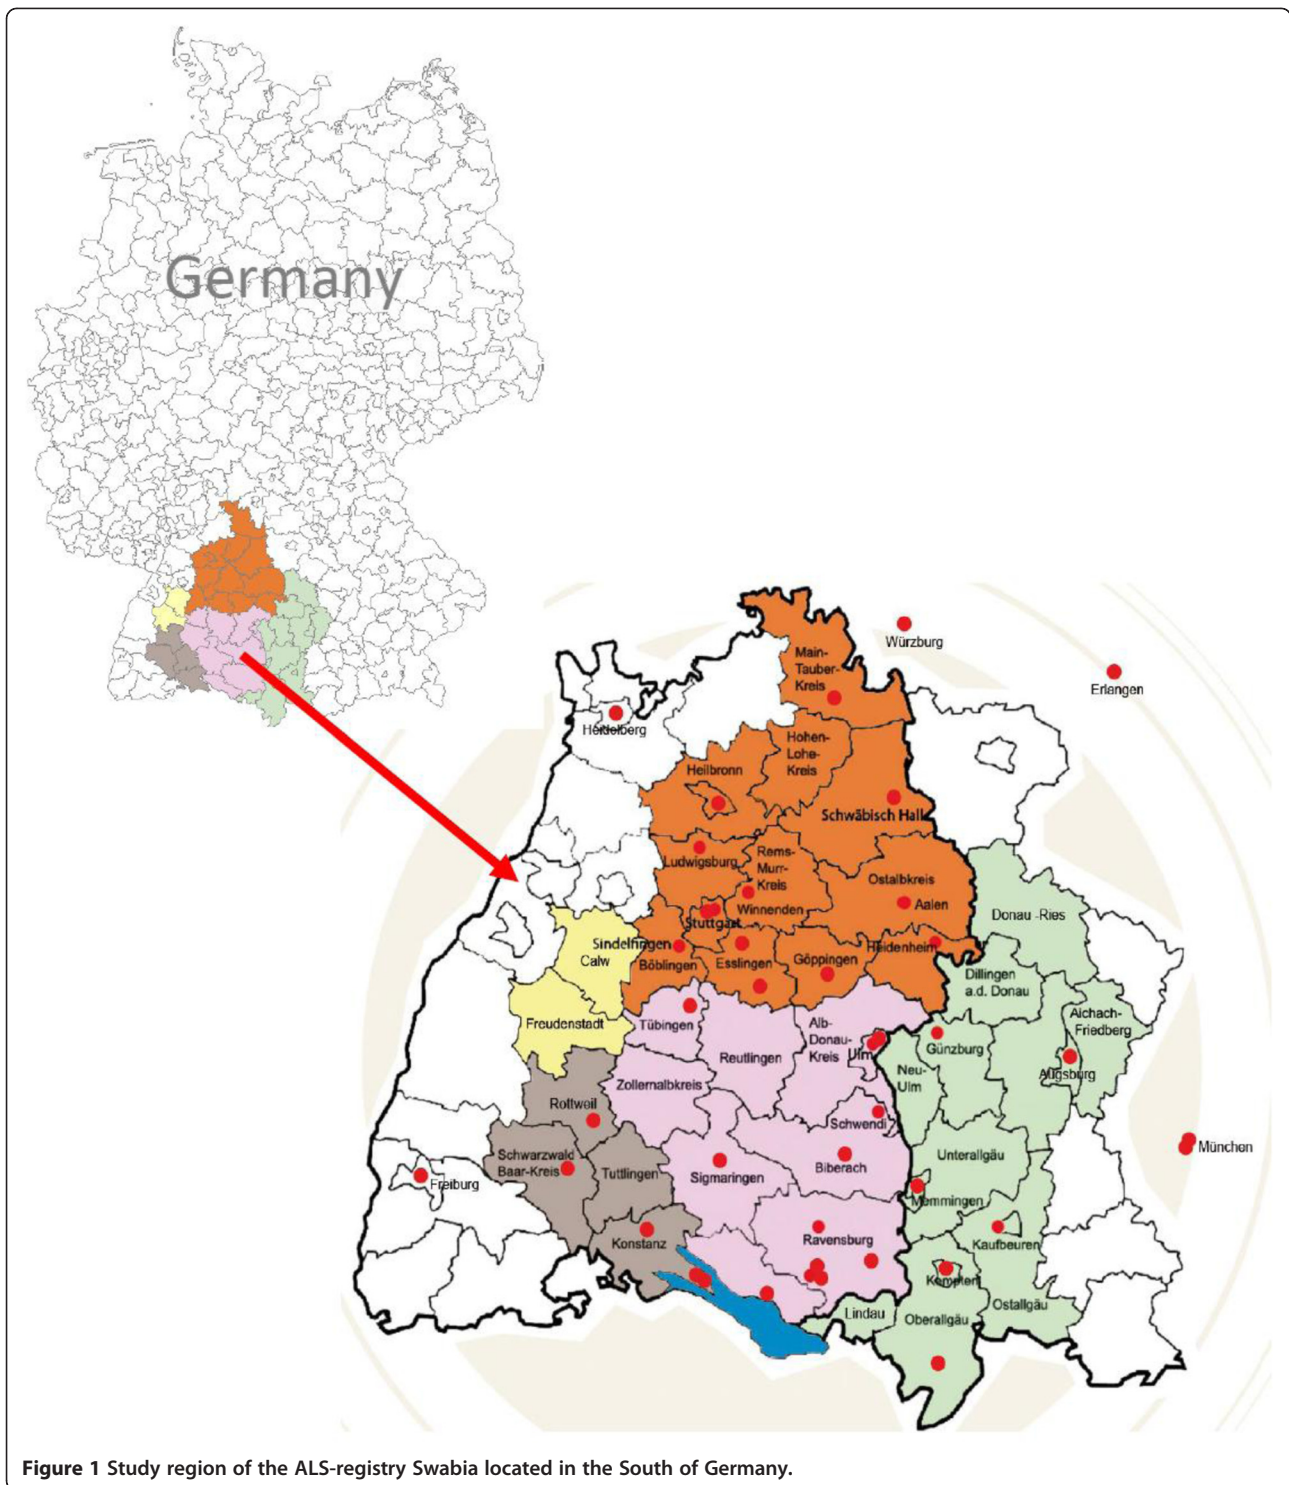 Germany
Würzburg
Main-
Tauber-
Kreis
Erlangen
Heidelberg
Hohen-
Lohe-
Kreis
Heilbronn
Schwäbisch Hall
Ludwigsburg
Rems-
Murr-
Kreis
Ostalbkreis
Aalen
Winnenden
Stuttgart
Donau -Ries
Sindelfingen
Calw
Böblingen
Esslingen
Göppingen
Heidenheim
Dillingen
a.d. Donau
Freudenstadt
Tübingen
Alb-
Donau-
Kreis
Ulm
Aichach-
Friedberg
Reutlingen
Günzburg
Neu-
Ulm
Augsburg
Zollernalbkreis
Rottweil
Schwendi
München
Schwarzwald
Baar-Kreis
Tuttlingen
Sigmaringen
Biberach
Unterallgäu
Freiburg
Memmingen
Konstanz
Ravensburg
Kaufbeuren
Kempten
Lindau
Oberallgäu
Ostallgäu
Figure 1 Study region of the ALS-registry Swabia located in the South of Germany.